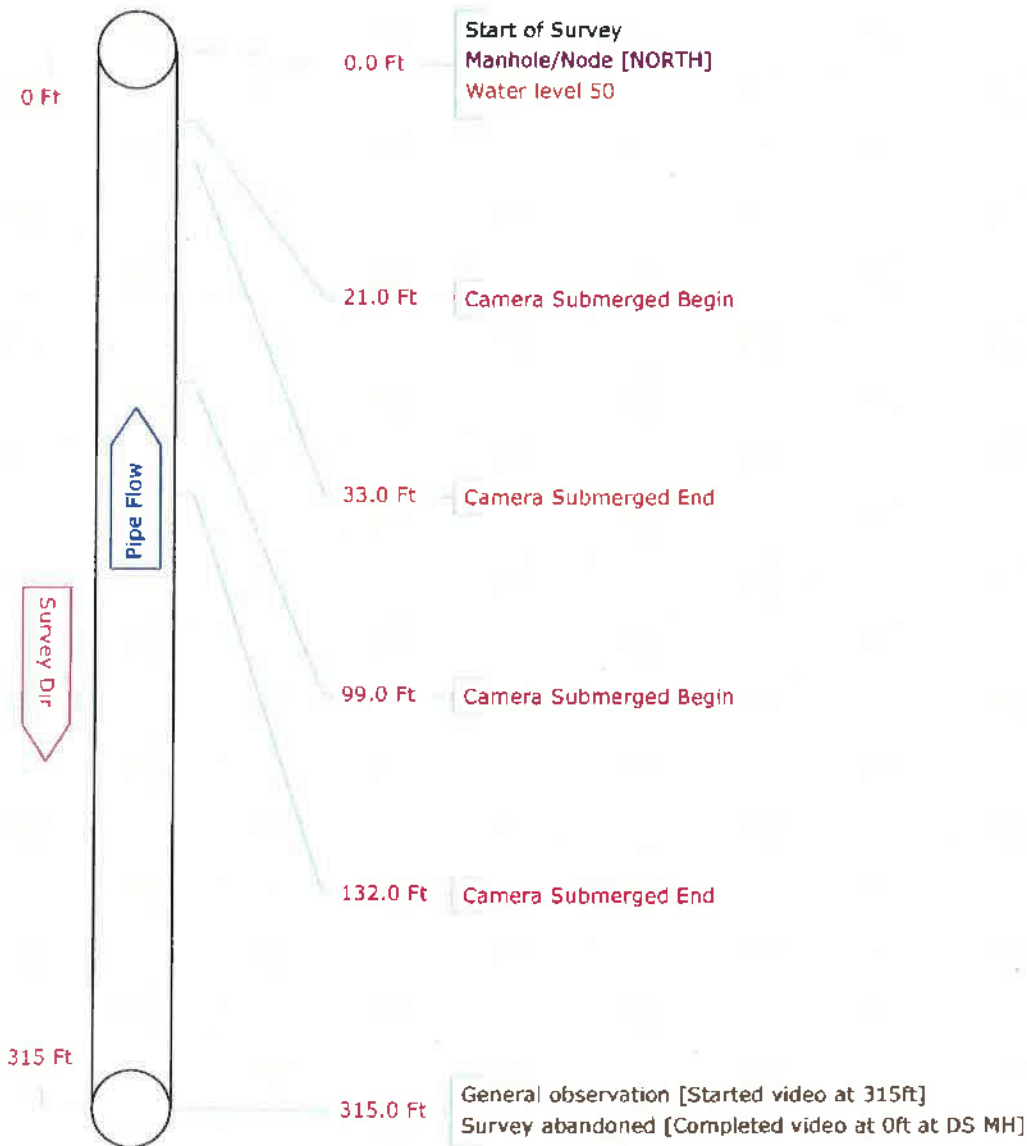 Start of Survey
0.0 Ft
Manhole/Node [NORTH]
Water level 50
0 Ft
21.0 Ft
Camera Submerged Begin
Pipe Flow
33.0 Ft
Camera Submerged End
Survey Dir
99.0 Ft
Camera Submerged Begin
132.0 Ft
Camera Submerged End
315 Ft
315.0 Ft
General observation [Started video at 315ft]
Survey abandoned [Completed video at 0ft at DS MH]